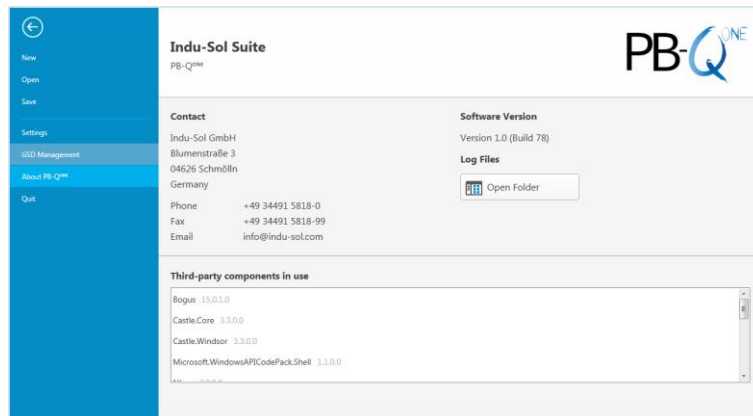 New
Open
Save
Settings
GSD Management
About PB-Qᴼᴺᴱ
Quit
Indu-Sol Suite
PB-Qᴼᴺᴱ
PB-QONE
Contact
Indu-Sol GmbH
Blumenstraße 3
04626 Schmölln
Germany
Phone +49 34491 5818-0
Fax +49 34491 5818-99
Email info@indu-sol.com
Software Version
Version 1.0 (Build 78)
Log Files
Open Folder
Third-party components in use
Bogus 15.0.1.0
Castle.Core 3.3.0.0
Castle.Windsor 3.3.0.0
Microsoft.WindowsAPICodePack.Shell 1.1.0.0